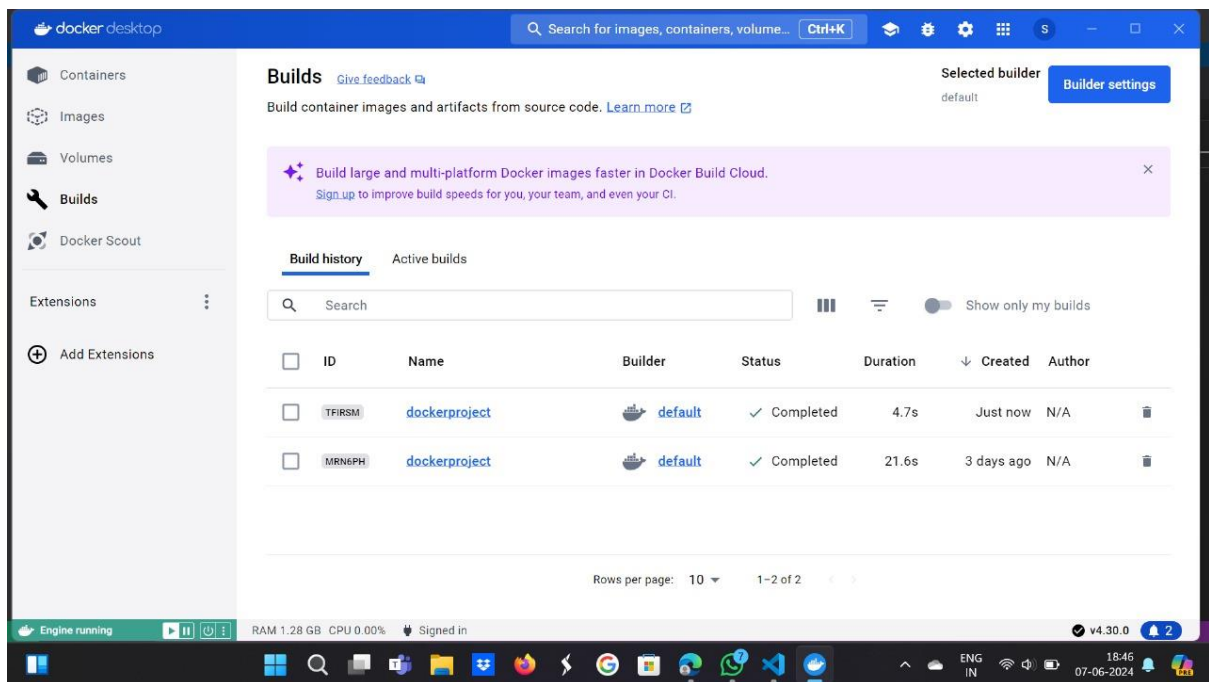 docker desktop
Search for images, containers, volume... Ctrl+K
S
Containers
Images
Volumes
Builds
Docker Scout
Extensions
Add Extensions
Builds Give feedback
Build container images and artifacts from source code. Learn more
Selected builder
default
Builder settings
Build large and multi-platform Docker images faster in Docker Build Cloud.
Sign up to improve build speeds for you, your team, and even your CI.
Build history Active builds
Search
Show only my builds
ID Name Builder Status Duration Created Author
TFIRSM dockerproject default Completed 4.7s Just now N/A
MRN6PH dockerproject default Completed 21.6s 3 days ago N/A
Rows per page: 10 1–2 of 2
Engine running
RAM 1.28 GB CPU 0.00% Signed in
v4.30.0 2
7
ENG
IN
18:46
07-06-2024
PRE